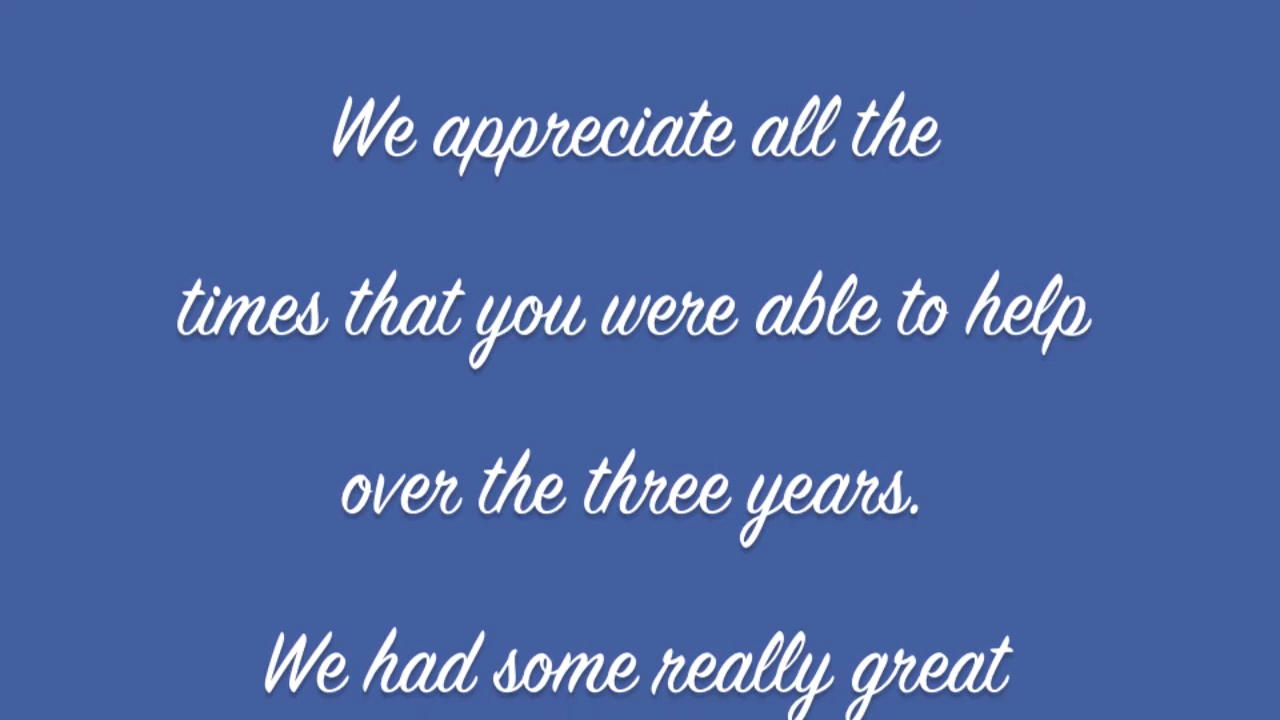 We appreciate all the
times that you were able to help
over the three years.
We had some really great